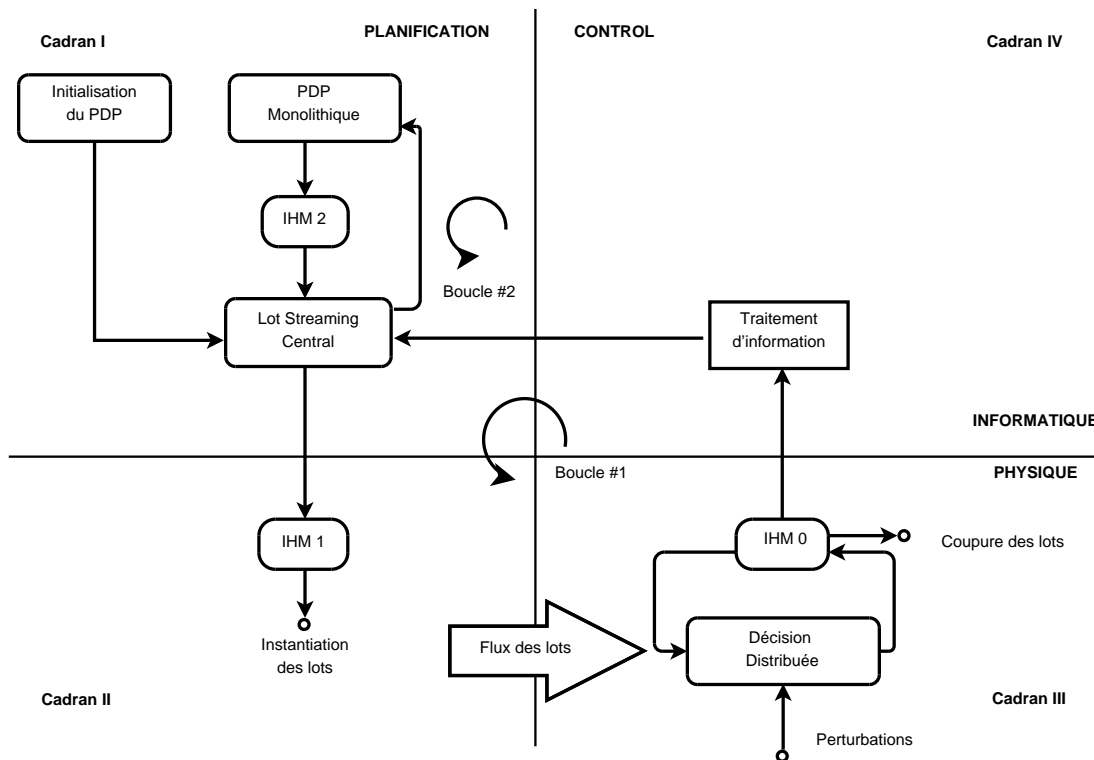 PLANIFICATION
CONTROL
Cadran I
Cadran IV
Initialisation
du PDP
PDP
Monolithique
IHM 2
Boucle #2
Lot Streaming
Central
Traitement
d'information
INFORMATIQUE
Boucle #1
PHYSIQUE
IHM 1
IHM 0
Coupure des lots
Instantiation
des lots
Flux des lots
Décision
Distribuée
Cadran II
Cadran III
Perturbations